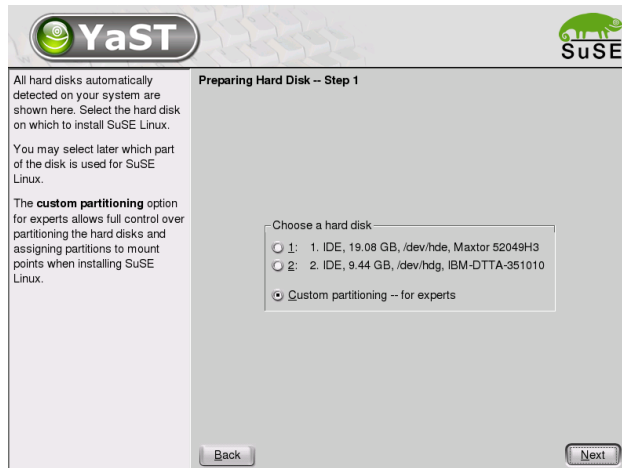 YaST
SuSE
All hard disks automatically
detected on your system are
shown here. Select the hard disk
on which to install SuSE Linux.
You may select later which part
of the disk is used for SuSE
Linux.
The custom partitioning option
for experts allows full control over
partitioning the hard disks and
assigning partitions to mount
points when installing SuSE
Linux.
Preparing Hard Disk -- Step 1
Choose a hard disk
1: 1. IDE, 19.08 GB, /dev/hde, Maxtor 52049H3
2: 2. IDE, 9.44 GB, /dev/hdg, IBM-DTTA-351010
Custom partitioning -- for experts
Back
Next